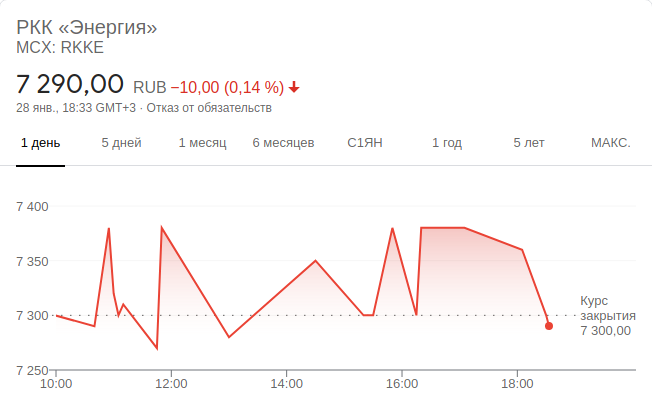 РКК «Энергия»
MCX: RKKE
7 290,00 RUB −10,00 (0,14 %)
28 янв., 18:33 GMT+3 · Отказ от обязательств
1 день 5 дней 1 месяц 6 месяцев С1ЯН 1 год 5 лет МАКС.
7 400
7 350
7 300
7 250
Курс
закрытия
7 300,00
10:00 12:00 14:00 16:00 18:00